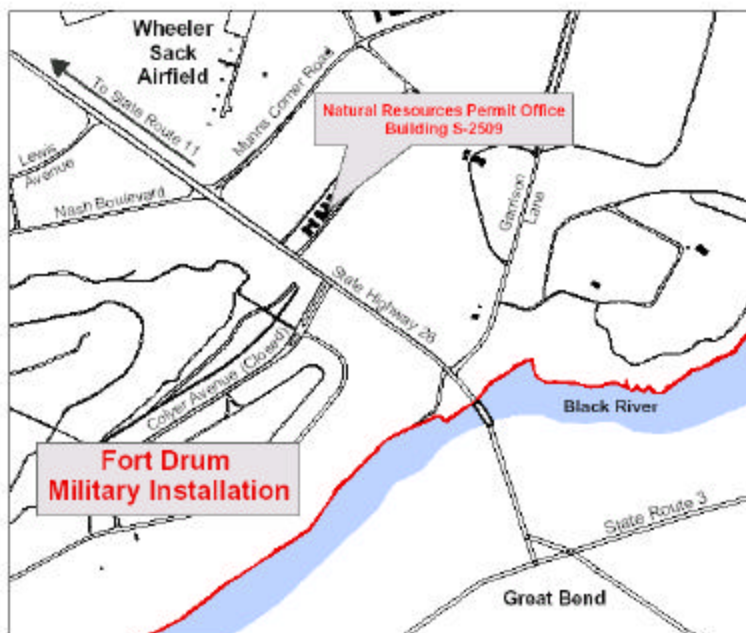 Wheeler
Sack
Airfield
To State Route 11
Munns Corner Road
Natural Resources Permit Office
Building S-2509
Lewis
Avenue
Nash Boulevard
Garrison
Lane
State Highway 26
Colyer Avenue (Closed)
Black River
Fort Drum
Military Installation
State Route 3
Great Bend